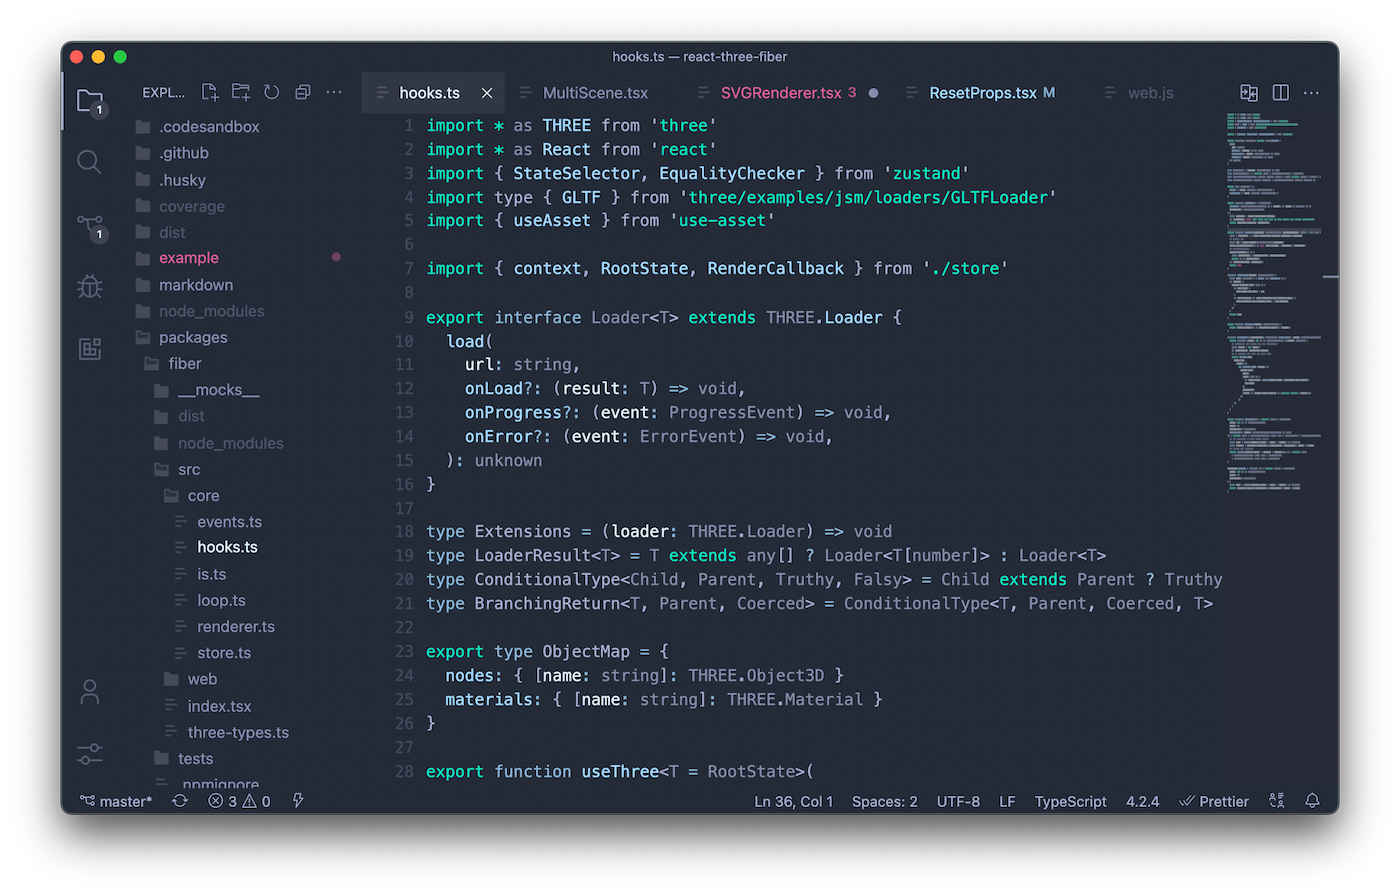 hooks.ts — react-three-fiber
EXPL...
hooks.ts
MultiScene.tsx
SVGRenderer.tsx 3
ResetProps.tsx M
web.js
1
1
.codesandbox
.github
.husky
coverage
dist
example
markdown
node_modules
packages
fiber
__mocks__
dist
node_modules
src
core
events.ts
hooks.ts
is.ts
loop.ts
renderer.ts
store.ts
web
index.tsx
three-types.ts
tests
.npmignore
1 import * as THREE from 'three'
2 import * as React from 'react'
3 import { StateSelector, EqualityChecker } from 'zustand'
4 import type { GLTF } from 'three/examples/jsm/loaders/GLTFLoader'
5 import { useAsset } from 'use-asset'
6
7 import { context, RootState, RenderCallback } from './store'
8
9 export interface Loader<T> extends THREE.Loader {
10 load(
11 url: string,
12 onLoad?: (result: T) => void,
13 onProgress?: (event: ProgressEvent) => void,
14 onError?: (event: ErrorEvent) => void,
15 ): unknown
16 }
17
18 type Extensions = (loader: THREE.Loader) => void
19 type LoaderResult<T> = T extends any[] ? Loader<T[number]> : Loader<T>
20 type ConditionalType<Child, Parent, Truthy, Falsy> = Child extends Parent ? Truthy
21 type BranchingReturn<T, Parent, Coerced> = ConditionalType<T, Parent, Coerced, T>
22
23 export type ObjectMap = {
24 nodes: { [name: string]: THREE.Object3D }
25 materials: { [name: string]: THREE.Material }
26 }
27
28 export function useThree<T = RootState>(
master* 3 0 Ln 36, Col 1 Spaces: 2 UTF-8 LF TypeScript 4.2.4 Prettier